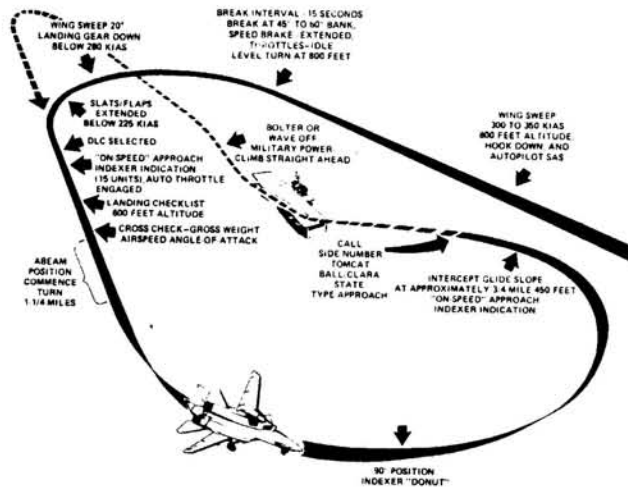 WING SWEEP 20°
LANDING GEAR DOWN
BELOW 280 KIAS
BREAK INTERVAL - 15 SECONDS
BREAK AT 45° TO 60° BANK,
SPEED BRAKE - EXTENDED,
THROTTLES-IDLE
LEVEL TURN AT 800 FEET
SLATS/FLAPS
EXTENDED
BELOW 225 KIAS
DLC SELECTED
"ON SPEED" APPROACH
INDEXER INDICATION
(15 UNITS), AUTO THROTTLE
ENGAGED
LANDING CHECKLIST
600 FEET ALTITUDE
CROSS CHECK-GROSS WEIGHT
AIRSPEED ANGLE OF ATTACK
ABEAM
POSITION
COMMENCE
TURN
1-1/4 MILES
BOLTER OR
WAVE OFF
MILITARY POWER
CLIMB STRAIGHT AHEAD
WING SWEEP
300 TO 350 KIAS
800 FEET ALTITUDE,
HOOK DOWN AND
AUTOPILOT SAS
CALL
SIDE NUMBER
TOMCAT
BALL/CLARA
STATE
TYPE APPROACH
INTERCEPT GLIDE SLOPE
AT APPROXIMATELY 3/4 MILE 450 FEET
"ON SPEED" APPROACH
INDEXER INDICATION
90° POSITION
INDEXER "DONUT"